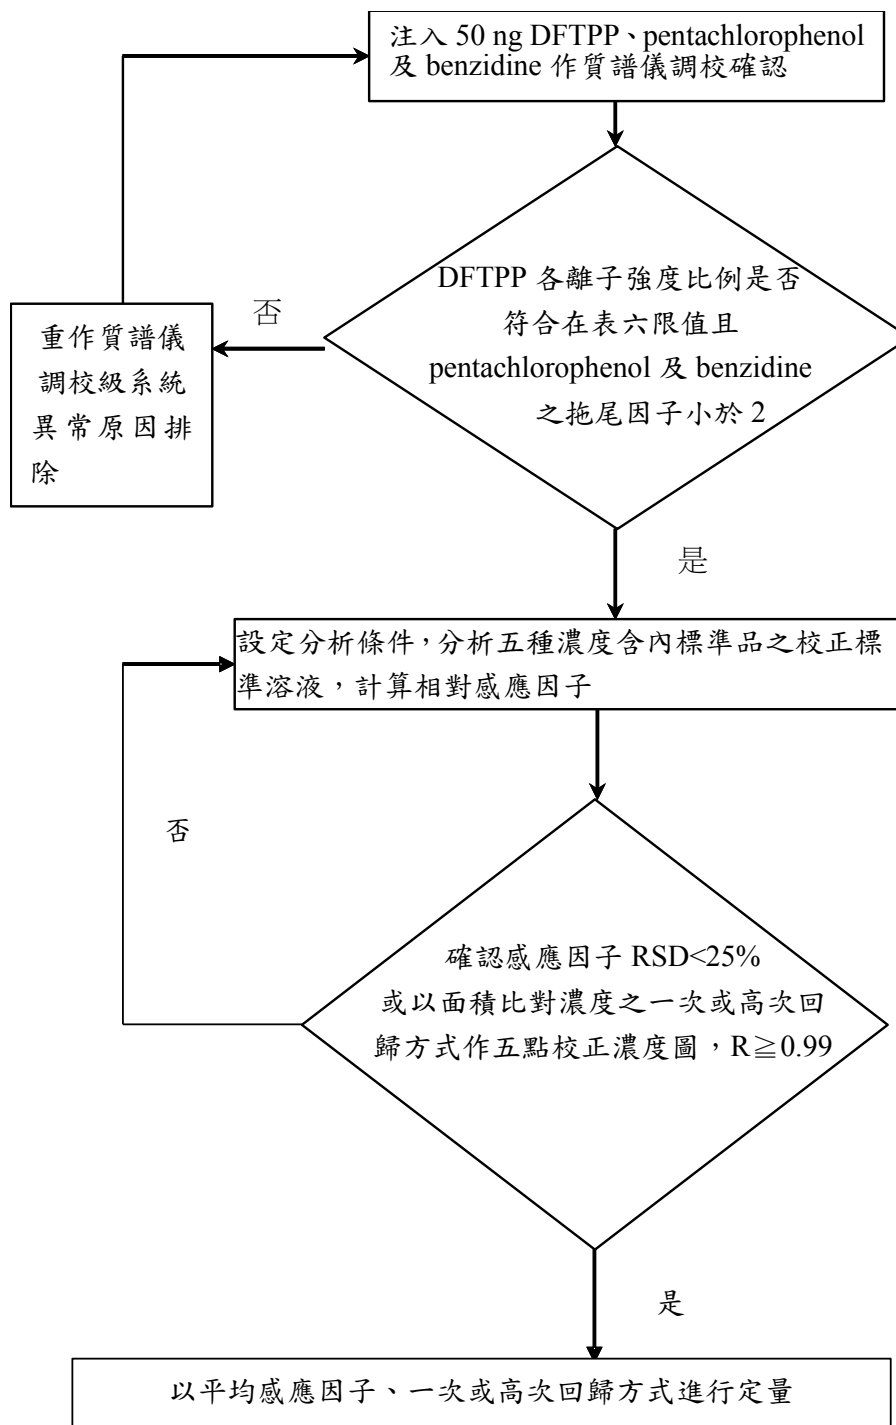 注入 50 ng DFTPP、pentachlorophenol
及 benzidine 作質譜儀調校確認
DFTPP 各離子強度比例是否
符合在表六限值且
pentachlorophenol 及 benzidine
之拖尾因子小於 2
否
重作質譜儀
調校級系統
異常原因排
除
是
設定分析條件，分析五種濃度含內標準品之校正標
準溶液，計算相對感應因子
否
確認感應因子 RSD<25%
或以面積比對濃度之一次或高次回
歸方式作五點校正濃度圖，R≧0.99
是
以平均感應因子、一次或高次回歸方式進行定量